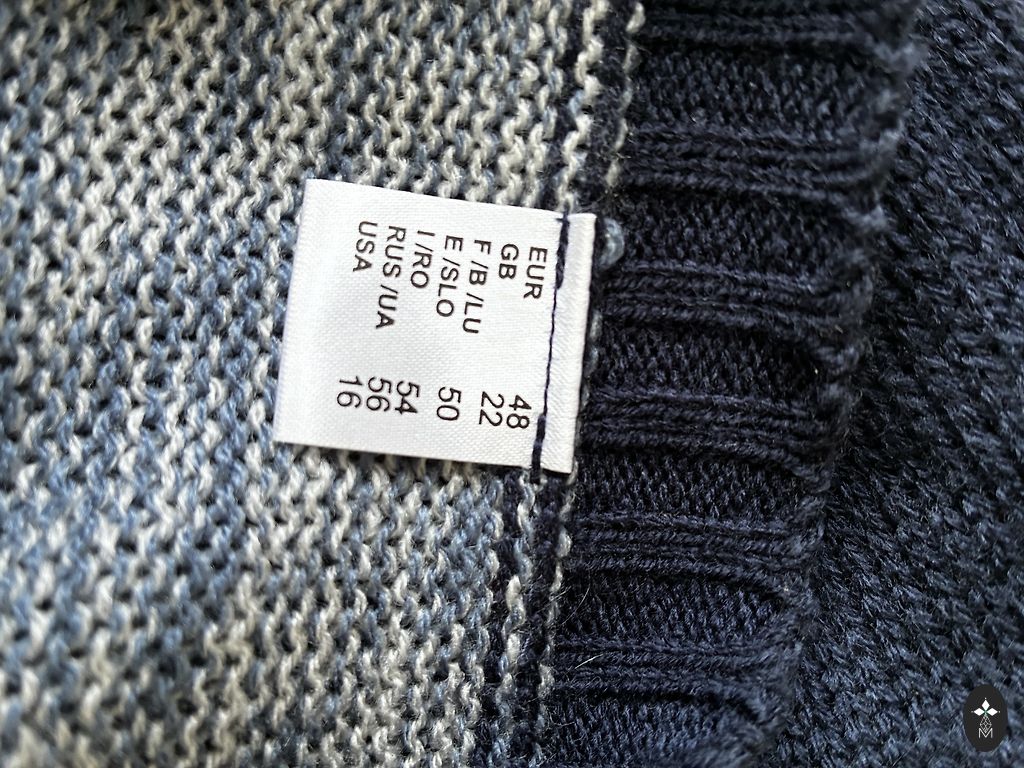 EUR 48
GB 22
F /B /LU
E /SLO 50
I /RO 54
RUS /UA 56
USA 16
M